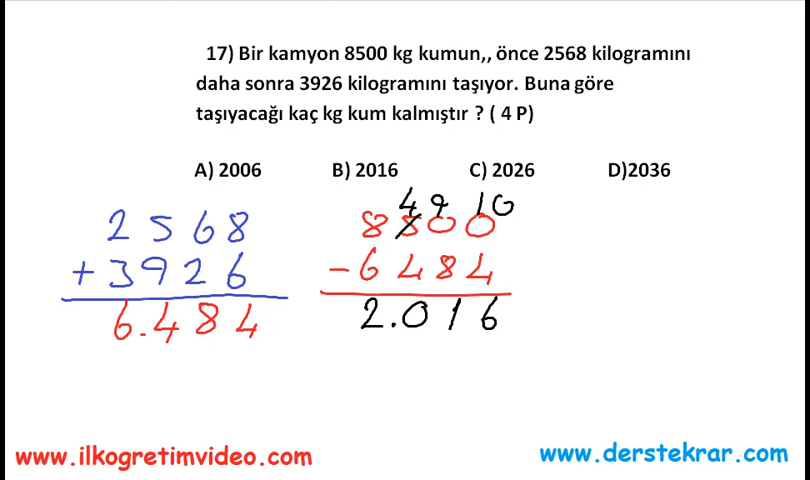 17) Bir kamyon 8500 kg kumun,, önce 2568 kilogramını
daha sonra 3926 kilogramını taşıyor. Buna göre
taşıyacağı kaç kg kum kalmıştır ? ( 4 P)
A) 2006 B) 2016 C) 2026 D)2036
2568
+3926
6.484
4 9 10
8500
-6484
2.016
www.ilkogretimvideo.com
www.derstekrar.com